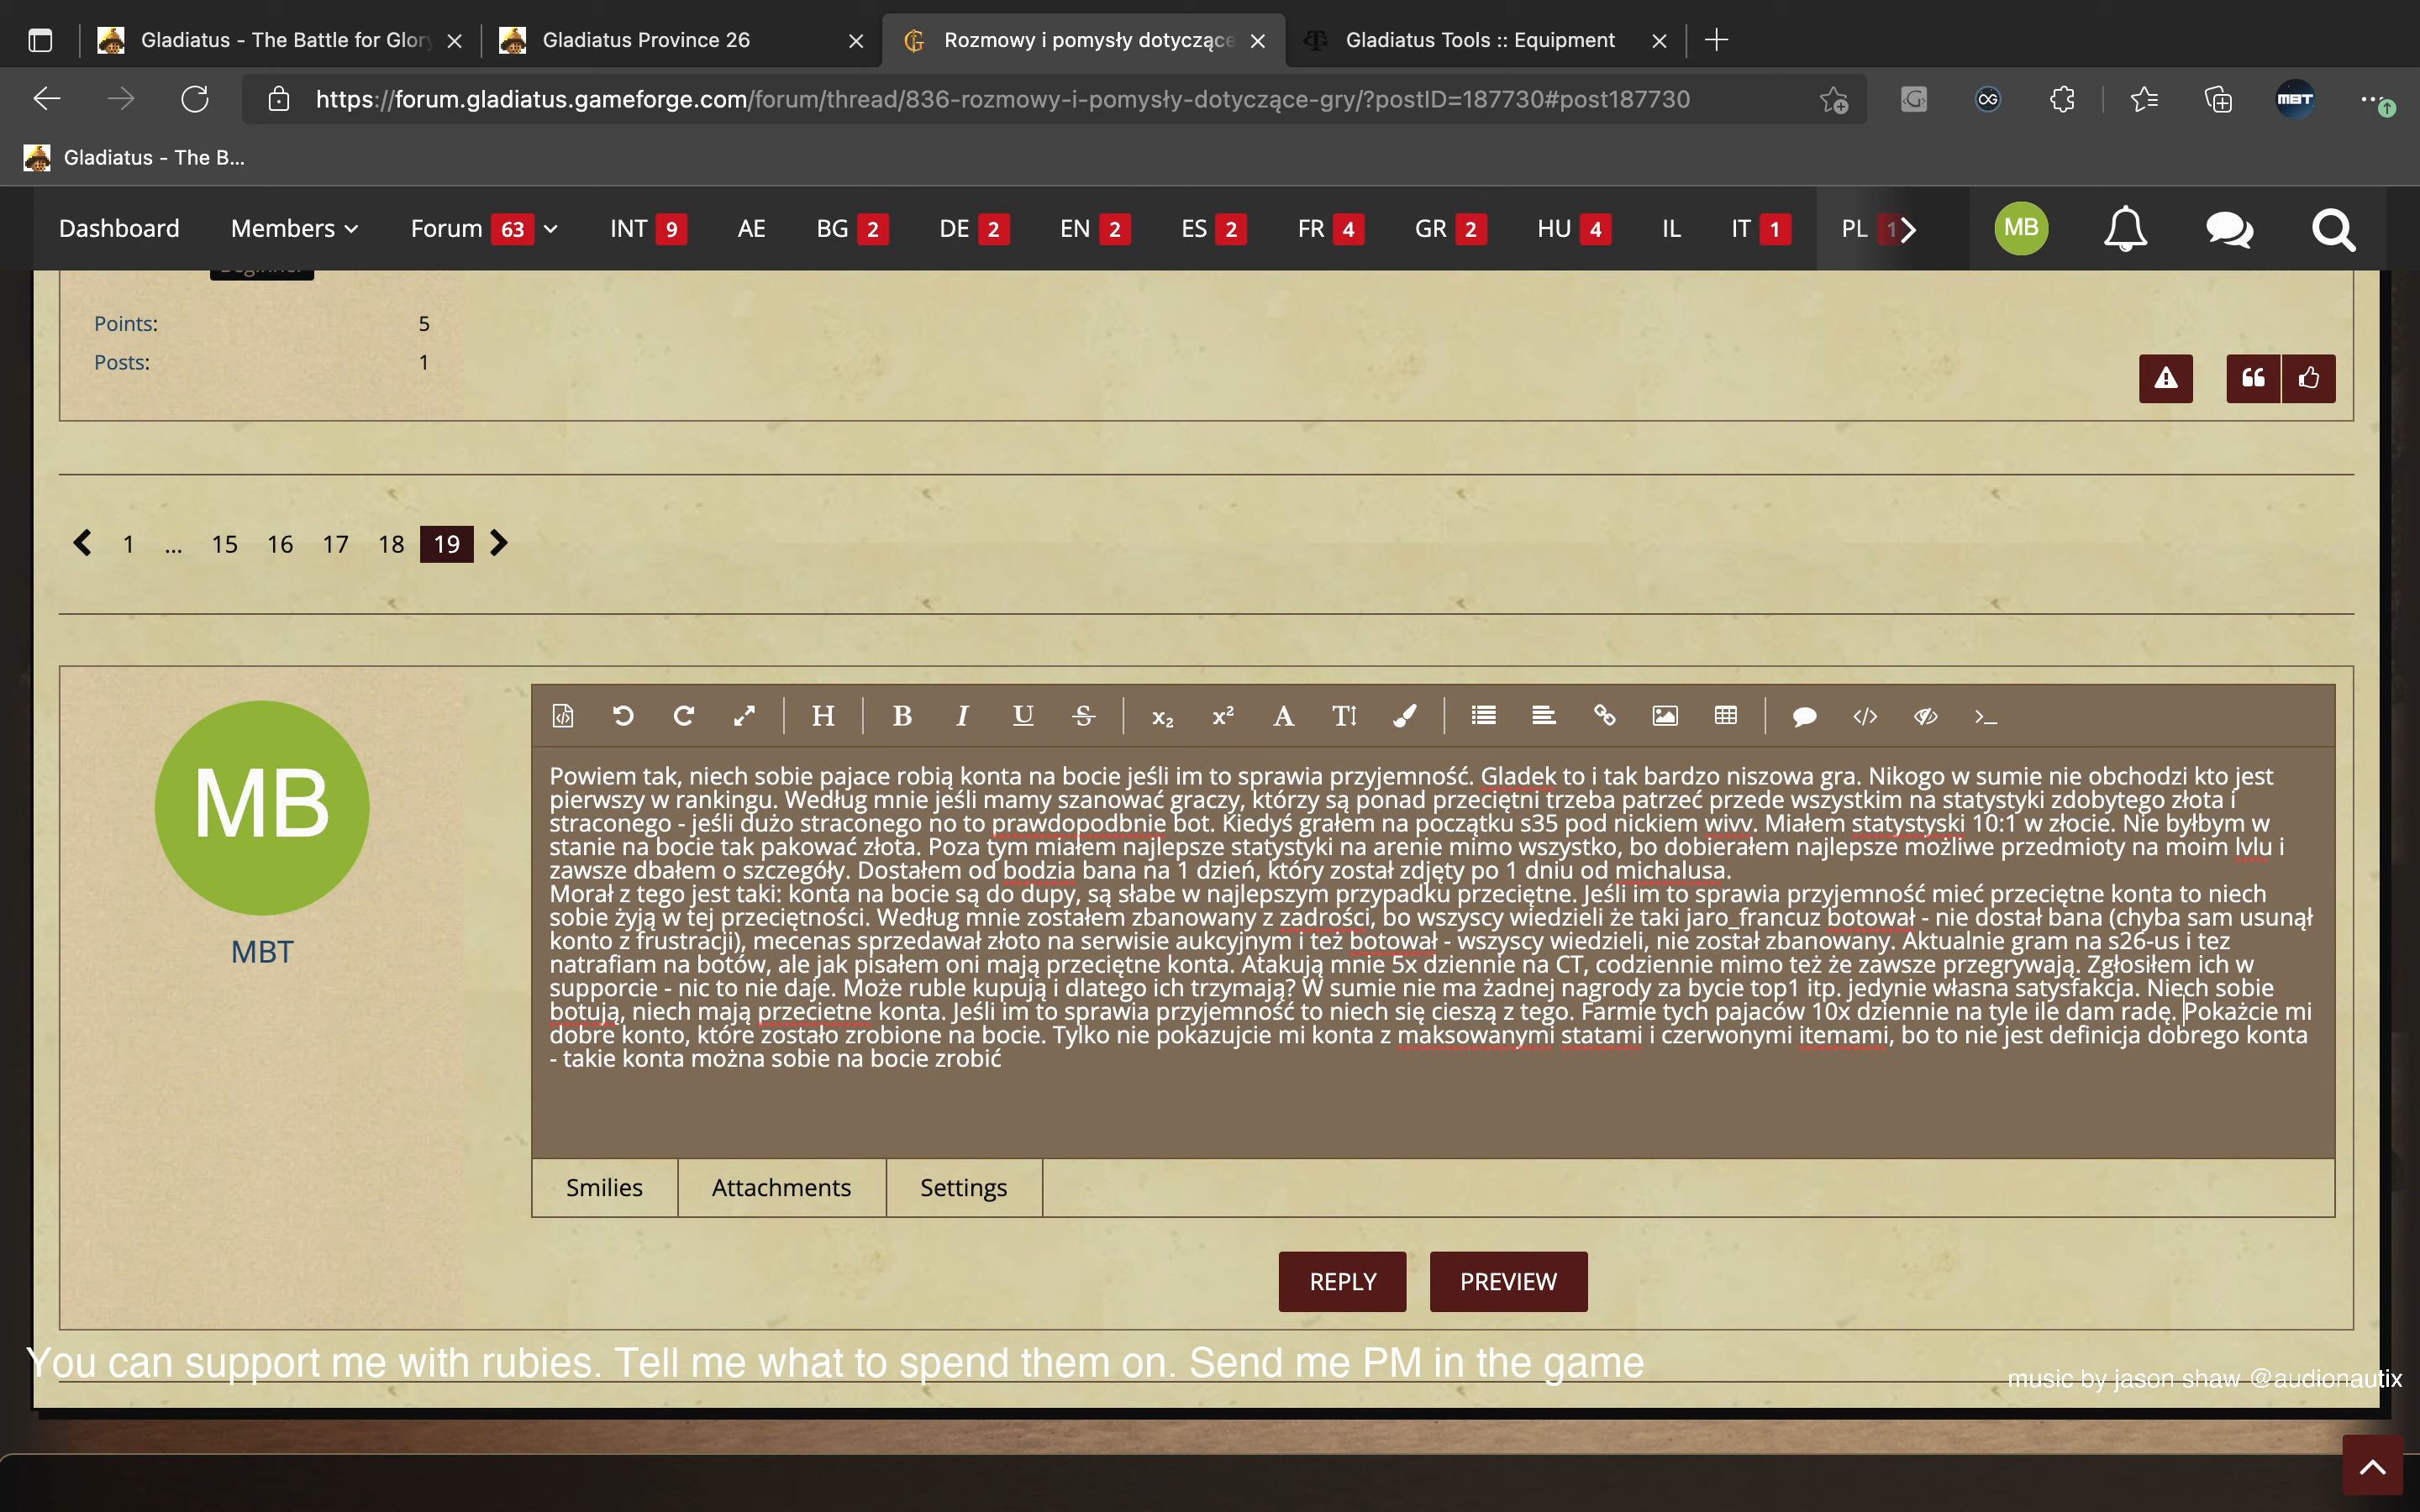 Gladiatus - The Battle for Glor
Gladiatus Province 26
Rozmowy i pomysły dotyczące
Gladiatus Tools :: Equipment
https://forum.gladiatus.gameforge.com/forum/thread/836-rozmowy-i-pomysły-dotyczące-gry/?postID=187730#post187730
MBT
Gladiatus - The B...
Dashboard
Members
Forum 63
INT 9
AE
BG 2
DE 2
EN 2
ES 2
FR 4
GR 2
HU 4
IL
IT 1
PL 1
MB
Points: 5
Posts: 1
1 ... 15 16 17 18 19
MB
MBT
Powiem tak, niech sobie pajace robią konta na bocie jeśli im to sprawia przyjemność. Gladek to i tak bardzo niszowa gra. Nikogo w sumie nie obchodzi kto jest
pierwszy w rankingu. Według mnie jeśli mamy szanować graczy, którzy są ponad przeciętni trzeba patrzeć przede wszystkim na statystyki zdobytego złota i
straconego - jeśli dużo straconego no to prawdopodbnie bot. Kiedyś grałem na początku s35 pod nickiem wivv. Miałem statystyski 10:1 w złocie. Nie byłbym w
stanie na bocie tak pakować złota. Poza tym miałem najlepsze statystyki na arenie mimo wszystko, bo dobierałem najlepsze możliwe przedmioty na moim lvlu i
zawsze dbałem o szczegóły. Dostałem od bodzia bana na 1 dzień, który został zdjęty po 1 dniu od michalusa.
Morał z tego jest taki: konta na bocie są do dupy, są słabe w najlepszym przypadku przeciętne. Jeśli im to sprawia przyjemność mieć przeciętne konta to niech
sobie żyją w tej przeciętności. Według mnie zostałem zbanowany z zadrości, bo wszyscy wiedzieli że taki jaro_francuz botował - nie dostał bana (chyba sam usunął
konto z frustracji), mecenas sprzedawał złoto na serwisie aukcyjnym i też botował - wszyscy wiedzieli, nie został zbanowany. Aktualnie gram na s26-us i tez
natrafiam na botów, ale jak pisałem oni mają przeciętne konta. Atakują mnie 5x dziennie na CT, codziennie mimo też że zawsze przegrywają. Zgłosiłem ich w
supporcie - nic to nie daje. Może ruble kupują i dlatego ich trzymają? W sumie nie ma żadnej nagrody za bycie top1 itp. jedynie własna satysfakcja. Niech sobie
botują, niech mają przecietne konta. Jeśli im to sprawia przyjemność to niech się cieszą z tego. Farmie tych pajaców 10x dziennie na tyle ile dam radę. Pokażcie mi
dobre konto, które zostało zrobione na bocie. Tylko nie pokazujcie mi konta z maksowanymi statami i czerwonymi itemami, bo to nie jest definicja dobrego konta
- takie konta można sobie na bocie zrobić
Smilies
Attachments
Settings
REPLY
PREVIEW
You can support me with rubies. Tell me what to spend them on. Send me PM in the game
music by jason shaw @audionautix